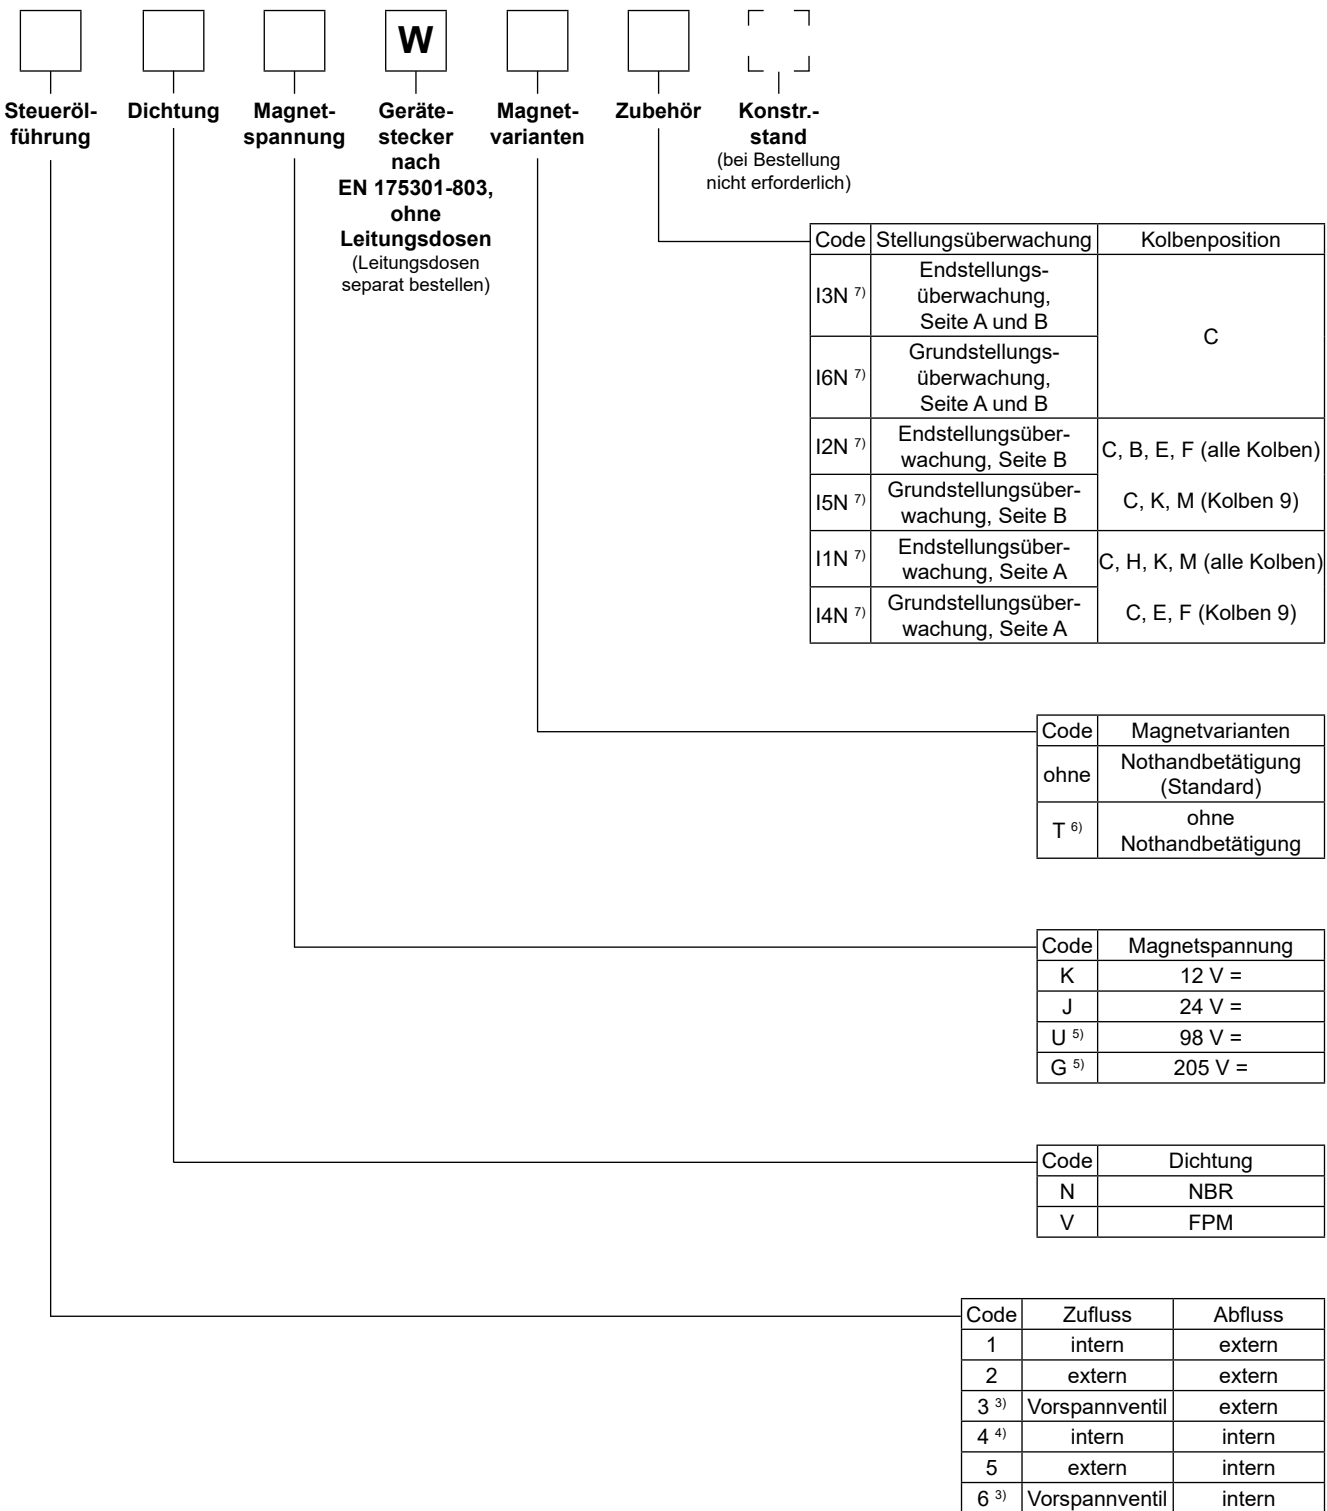 W
Steueröl-
führung
Dichtung
Magnet-
spannung
Geräte-
stecker
nach
EN 175301-803,
ohne
Leitungsdosen
(Leitungsdosen
separat bestellen)
Magnet-
varianten
Zubehör
Konstr.-
stand
(bei Bestellung
nicht erforderlich)
Code Stellungsüberwachung Kolbenposition
I3N 7) Endstellungs-
überwachung,
Seite A und B
C
I6N 7) Grundstellungs-
überwachung,
Seite A und B
I2N 7) Endstellungsüber-
wachung, Seite B
C, B, E, F (alle Kolben)
I5N 7) Grundstellungsüber-
wachung, Seite B
C, K, M (Kolben 9)
I1N 7) Endstellungsüber-
wachung, Seite A
C, H, K, M (alle Kolben)
I4N 7) Grundstellungsüber-
wachung, Seite A
C, E, F (Kolben 9)
Code Magnetvarianten
ohne Nothandbetätigung
(Standard)
T 6) ohne
Nothandbetätigung
Code Magnetspannung
K 12 V =
J 24 V =
U 5) 98 V =
G 5) 205 V =
Code Dichtung
N NBR
V FPM
Code Zufluss Abfluss
1 intern extern
2 extern extern
3 3) Vorspannventil extern
4 4) intern intern
5 extern intern
6 3) Vorspannventil intern